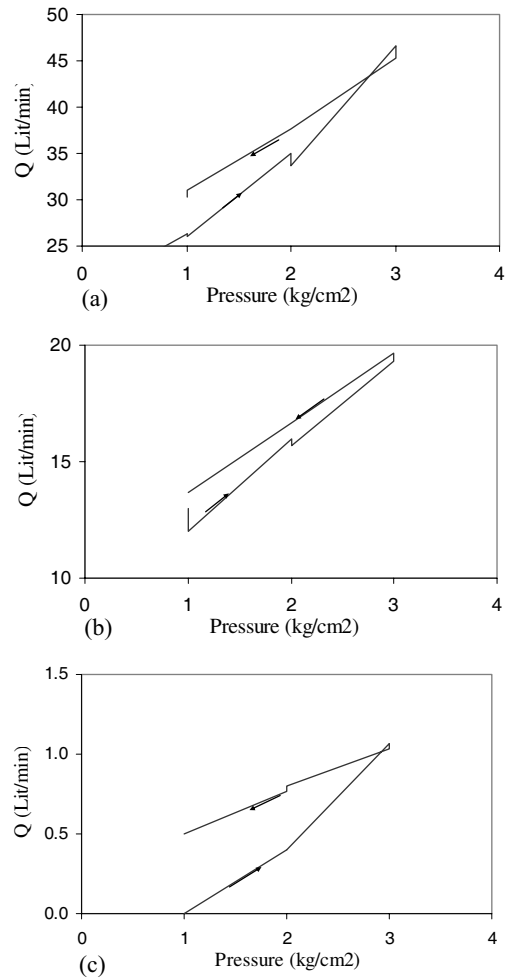 50
45
40
35
30
25
Q (Lit/min)
0 1 2 3 4
Pressure (kg/cm2)
(a)
20
15
10
Q (Lit/min)
0 1 2 3 4
Pressure (kg/cm2)
(b)
1.5
1.0
0.5
0.0
Q (Lit/min)
0 1 2 3 4
Pressure (kg/cm2)
(c)